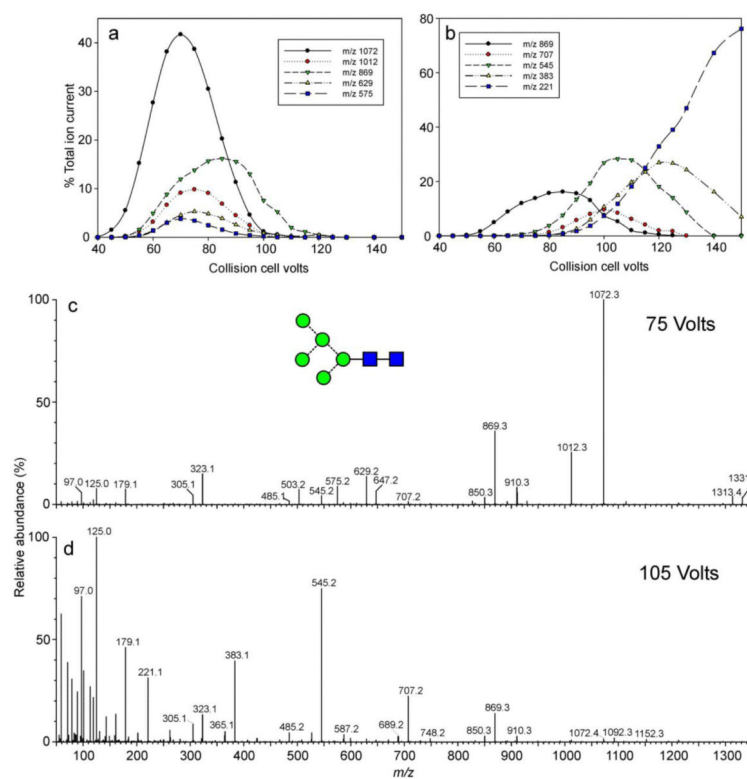 a
m/z 1072
m/z 1012
m/z 869
m/z 629
m/z 575
% Total ion current
40
30
20
10
0
40 60 80 100 120 140
Collision cell volts
b
m/z 869
m/z 707
m/z 545
m/z 383
m/z 221
80
60
40
20
0
40 60 80 100 120 140
Collision cell volts
c
75 Volts
100
50
0
97.0 125.0 179.1 305.1 323.1 485.1 503.2 545.2 575.2 629.2 647.2 707.2 850.3 869.3 910.3 1012.3 1072.3 1313.4 1331
Relative abundance (%)
d
105 Volts
100
50
0
97.0 125.0 179.1 221.1 305.1 323.1 365.1 383.1 485.2 545.2 587.2 689.2 707.2 748.2 850.3 869.3 910.3 1072.4 1092.3 1152.3
100 200 300 400 500 600 700 800 900 1000 1100 1200 1300
m/z